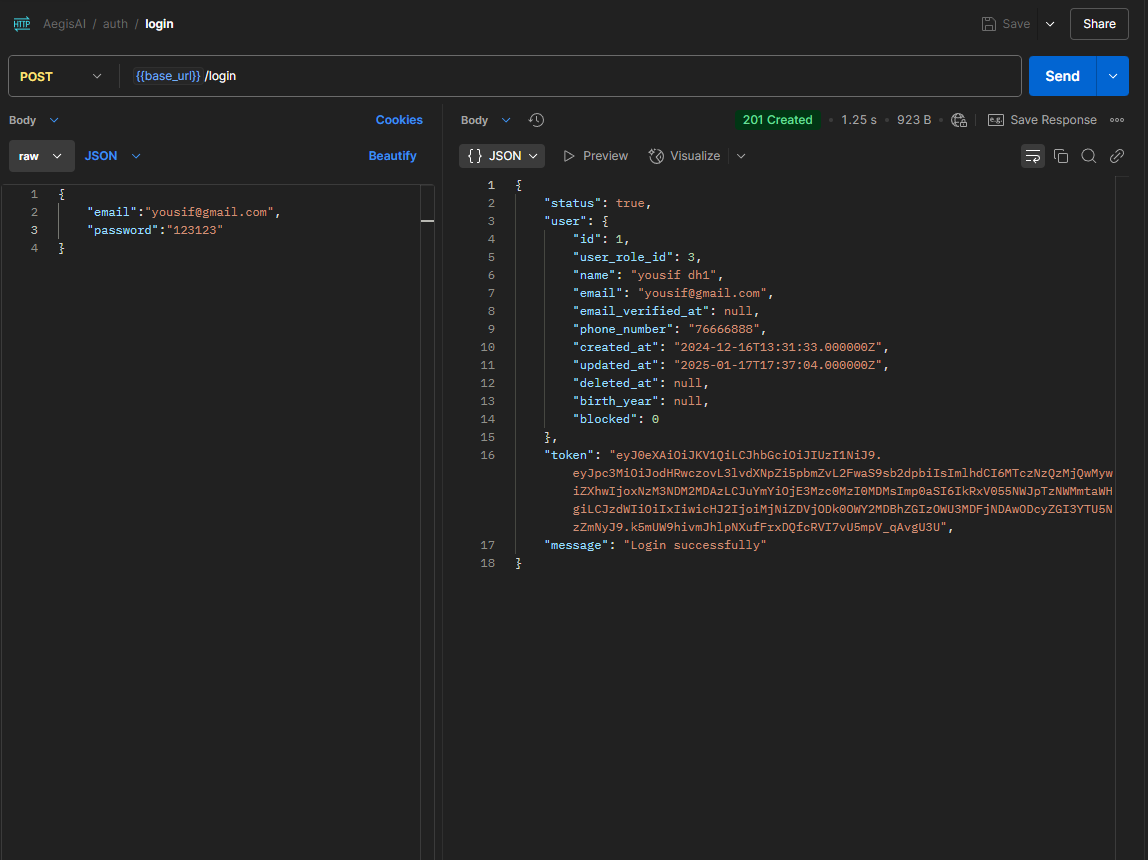 HTTP AegisAI / auth / login
Save Share
POST {{base_url}} /login Send
Body Cookies
raw JSON Beautify
1 {
2 "email":"yousif@gmail.com",
3 "password":"123123"
4 }
Body 201 Created • 1.25 s • 923 B • e.g. Save Response
{} JSON Preview Visualize
1 {
2 "status": true,
3 "user": {
4 "id": 1,
5 "user_role_id": 3,
6 "name": "yousif dh1",
7 "email": "yousif@gmail.com",
8 "email_verified_at": null,
9 "phone_number": "76666888",
10 "created_at": "2024-12-16T13:31:33.000000Z",
11 "updated_at": "2025-01-17T17:37:04.000000Z",
12 "deleted_at": null,
13 "birth_year": null,
14 "blocked": 0
15 },
16 "token": "eyJ0eXAiOiJKV1QiLCJhbGciOiJIUzI1NiJ9.
eyJpc3MiOiJodHRwczovL3lvdXNpZi5pbmZvL2FwaS9sb2dpbiIsImlhdCI6MTczNzQzMjQwMyw
iZXhwIjoxNzM3NDM2MDAzLCJuYmYiOjE3Mzc0MzI0MDMsImp0aSI6IkRxV055NWJpTzNWMmtaWH
giLCJzdWIiOiIxIiwicHJ2IjoiMjNiZDVjODk0OWY2MDBhZGIzOWU3MDFjNDAwODcyZGI3YTU5N
zZmNyJ9.k5mUW9hivmJhlpNXufFrxDQfcRVI7vU5mpV_qAvgU3U",
17 "message": "Login successfully"
18 }